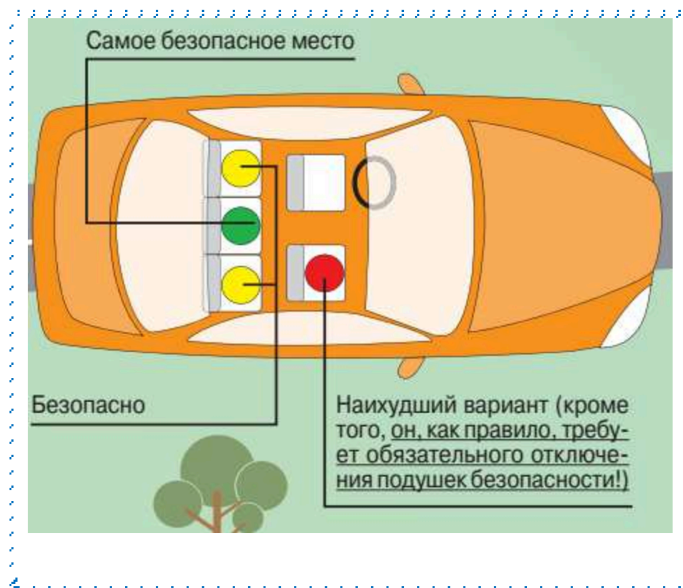 Самое безопасное место
Безопасно
Наихудший вариант (кроме
того, он, как правило, требу-
ет обязательного отключе-
ния подушек безопасности!)